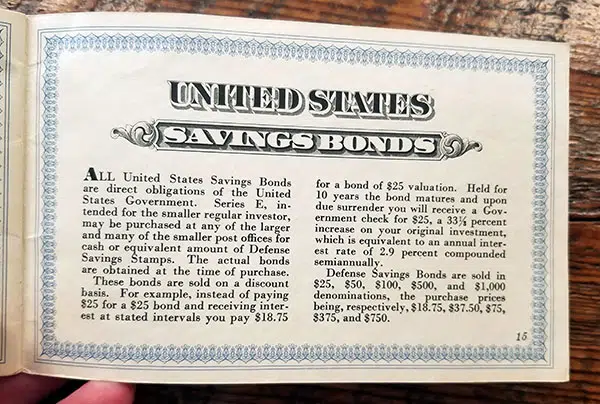 UNITED STATES
SAVINGS BONDS
ALL United States Savings Bonds
are direct obligations of the United
States Government. Series E, in-
tended for the smaller regular investor,
may be purchased at any of the larger
and many of the smaller post offices for
cash or equivalent amount of Defense
Savings Stamps. The actual bonds
are obtained at the time of purchase.
These bonds are sold on a discount
basis. For example, instead of paying
$25 for a $25 bond and receiving inter-
est at stated intervals you pay $18.75
for a bond of $25 valuation. Held for
10 years the bond matures and upon
due surrender you will receive a Gov-
ernment check for $25, a 33⅓ percent
increase on your original investment,
which is equivalent to an annual inter-
est rate of 2.9 percent compounded
semiannually.
Defense Savings Bonds are sold in
$25, $50, $100, $500, and $1,000
denominations, the purchase prices
being, respectively, $18.75, $37.50, $75,
$375, and $750.
15